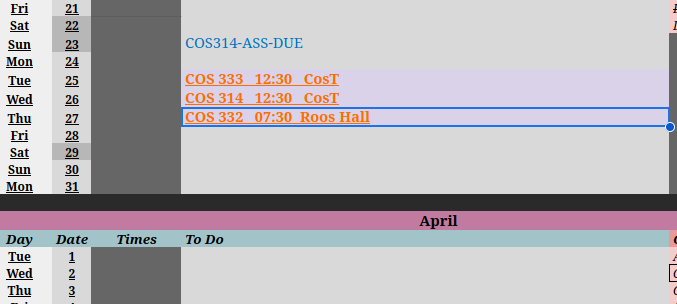 Fri 21
Sat 22
Sun 23 COS314-ASS-DUE
Mon 24
Tue 25 COS 333 12:30 CosT
Wed 26 COS 314 12:30 CosT
Thu 27 COS 332 07:30 Roos Hall
Fri 28
Sat 29
Sun 30
Mon 31
April
Day Date Times To Do
Tue 1
Wed 2
Thu 3